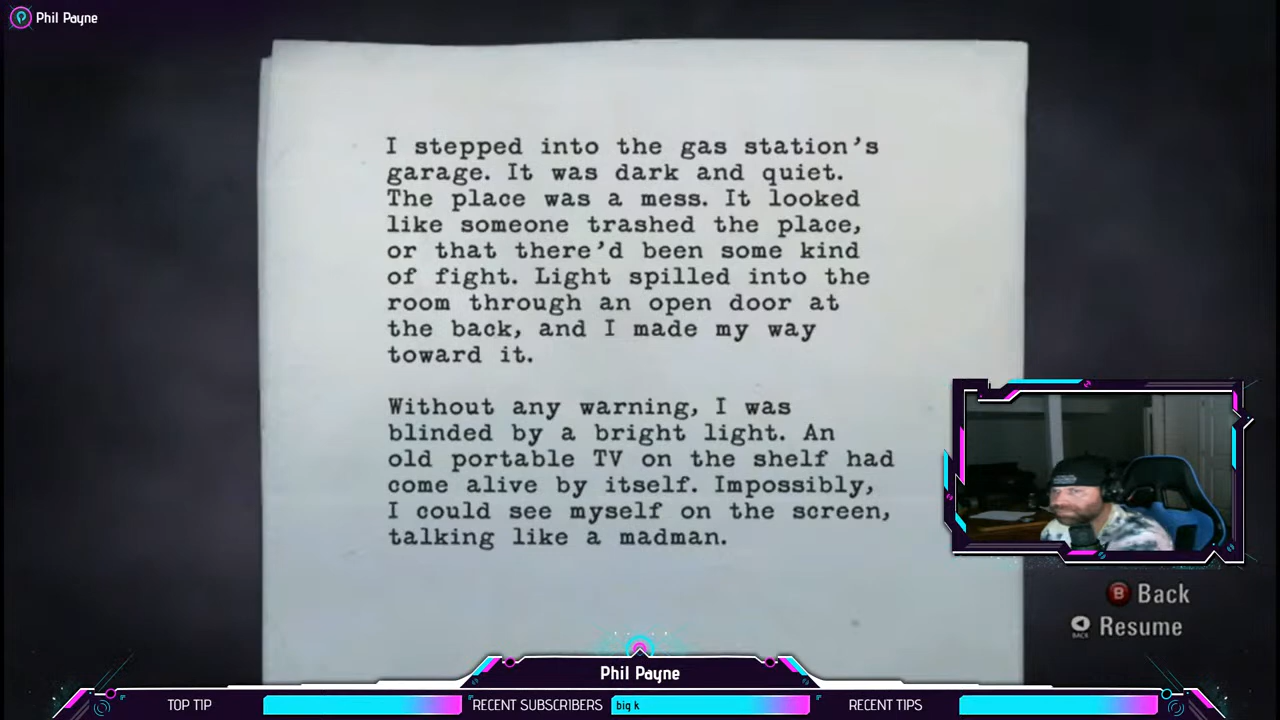 Phil Payne
I stepped into the gas station's
garage. It was dark and quiet.
The place was a mess. It looked
like someone trashed the place,
or that there'd been some kind
of fight. Light spilled into the
room through an open door at
the back, and I made my way
toward it.
Without any warning, I was
blinded by a bright light. An
old portable TV on the shelf had
come alive by itself. Impossibly,
I could see myself on the screen,
talking like a madman.
B Back
BACK Resume
Phil Payne
TOP TIP
RECENT SUBSCRIBERS
big k
RECENT TIPS